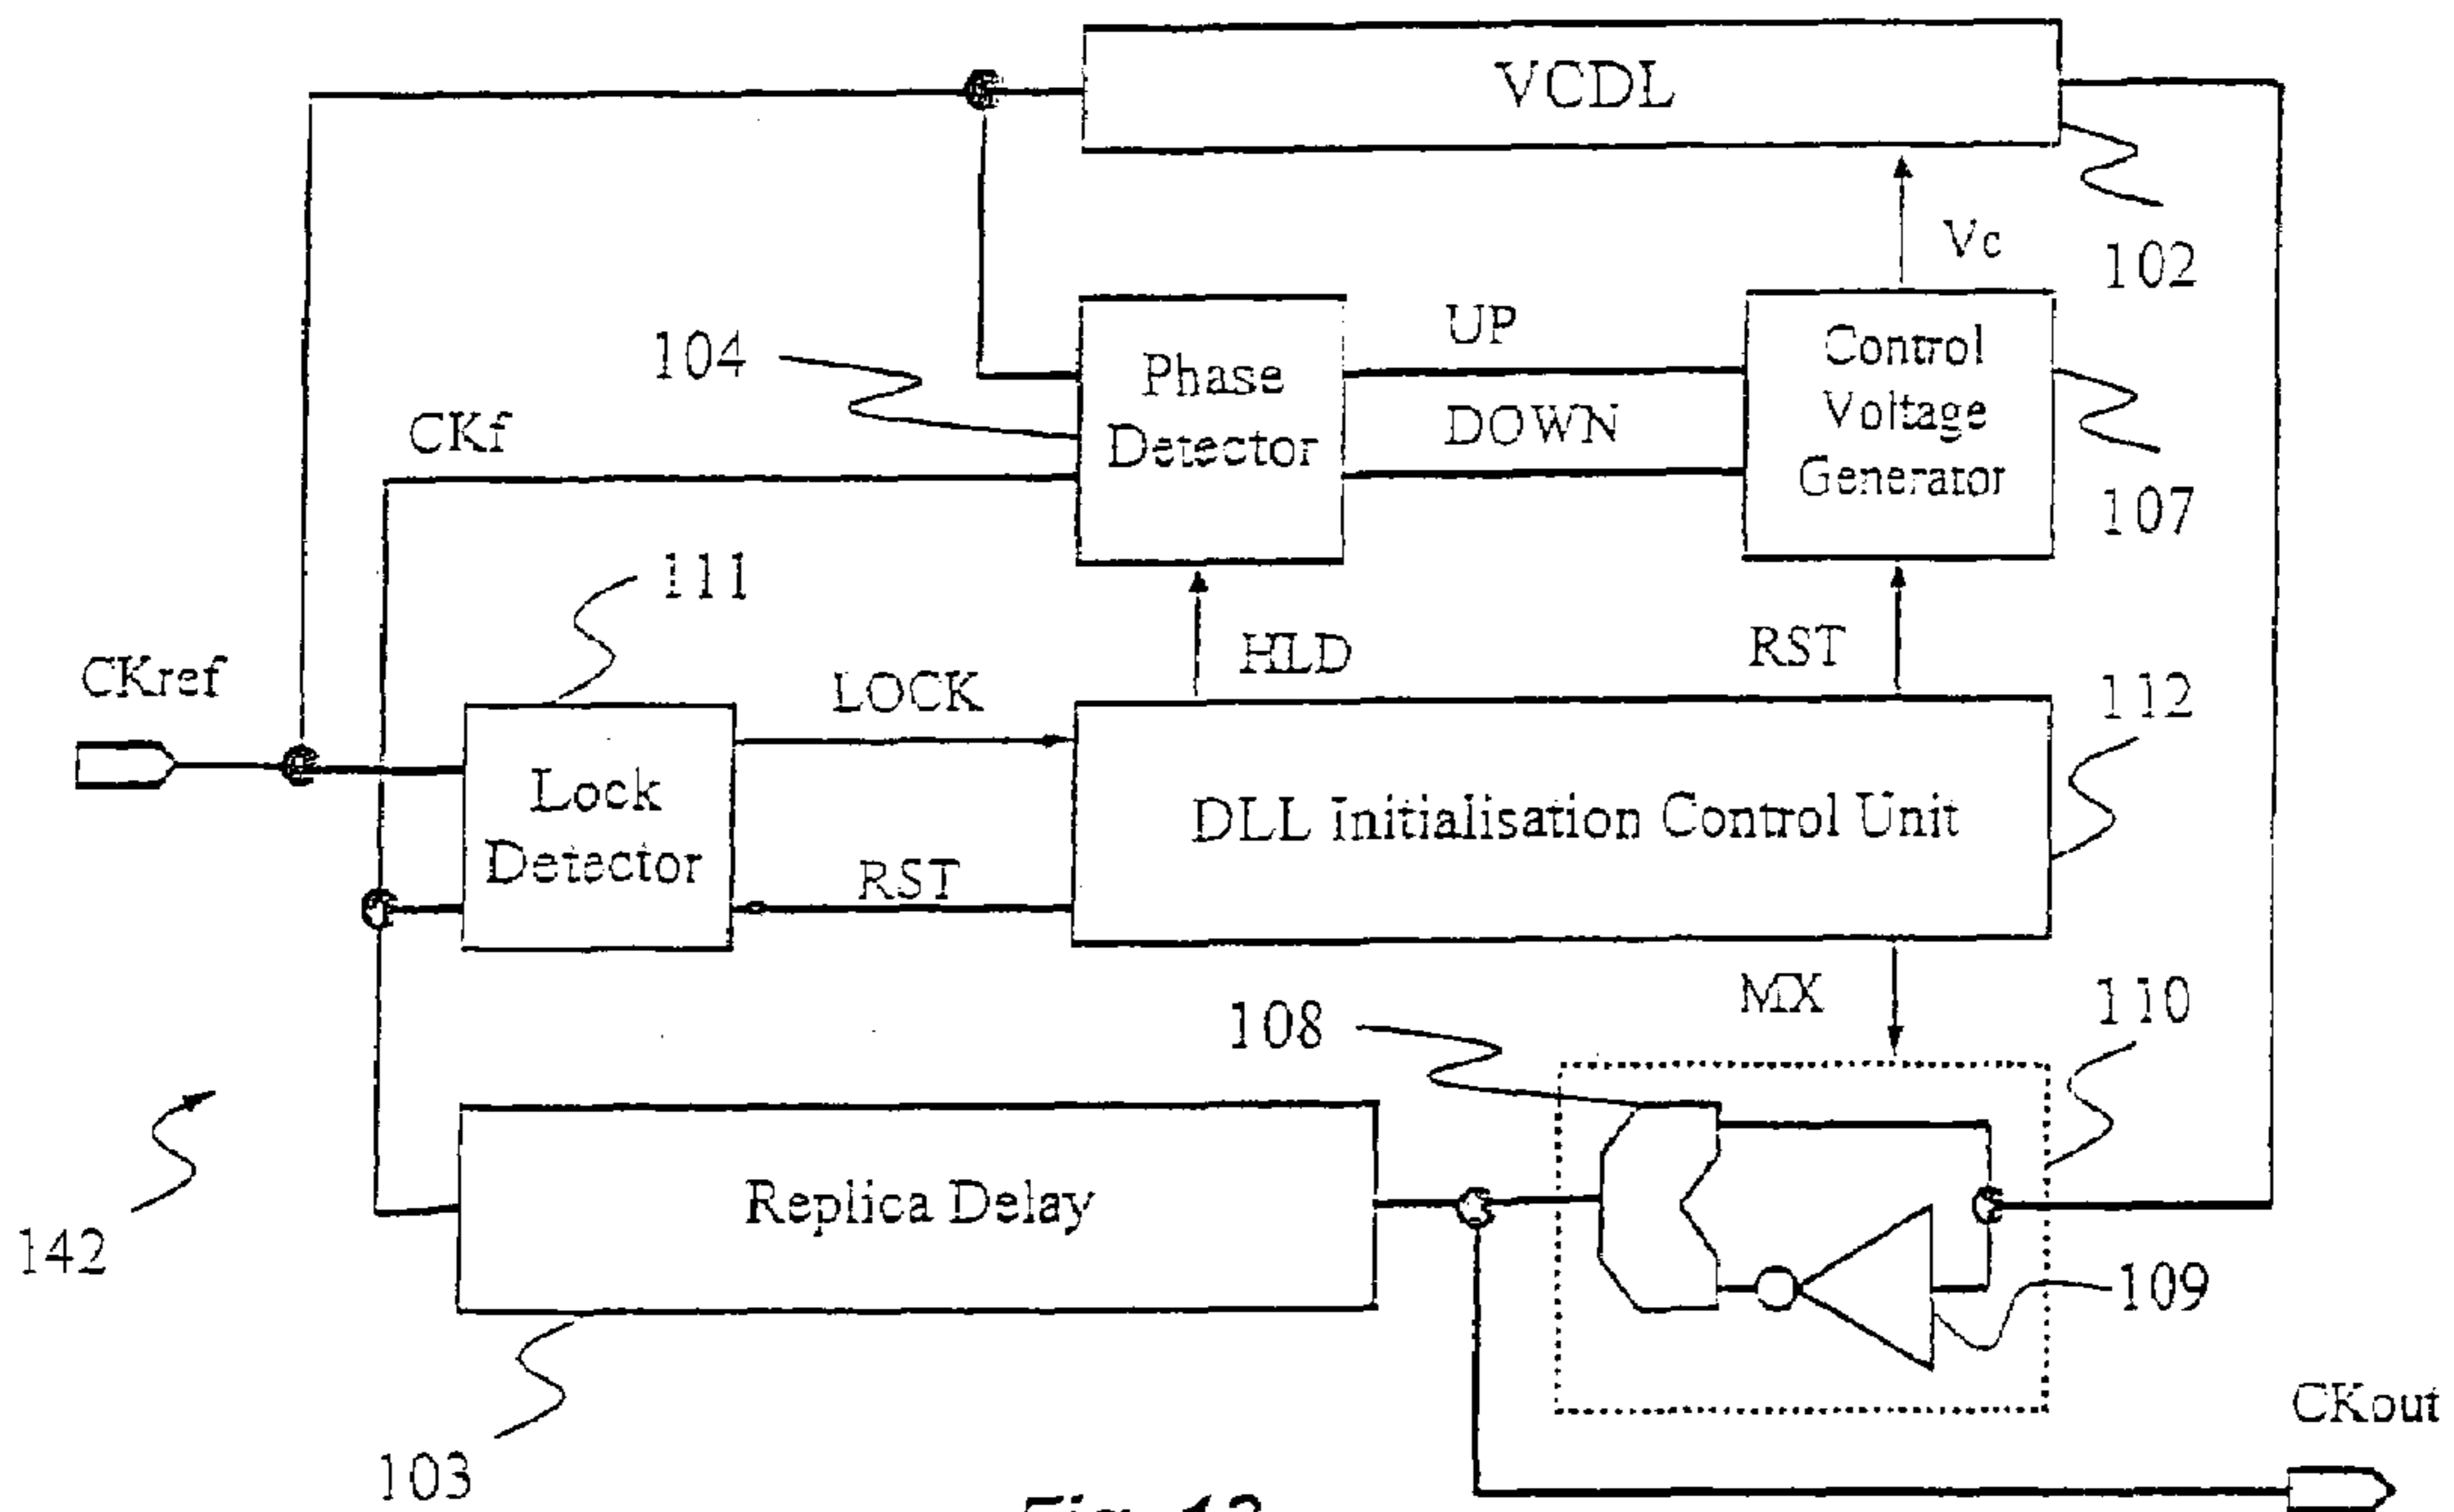 VCDL
Vc
102
104
Phase
Detector
UP
DOWN
Control
Voltage
Generator
107
CKf
111
HLD
RST
112
CKref
LOCK
Lock
Detector
DLL Initialisation Control Unit
RST
MX
110
108
Replica Delay
142
109
103
CKout